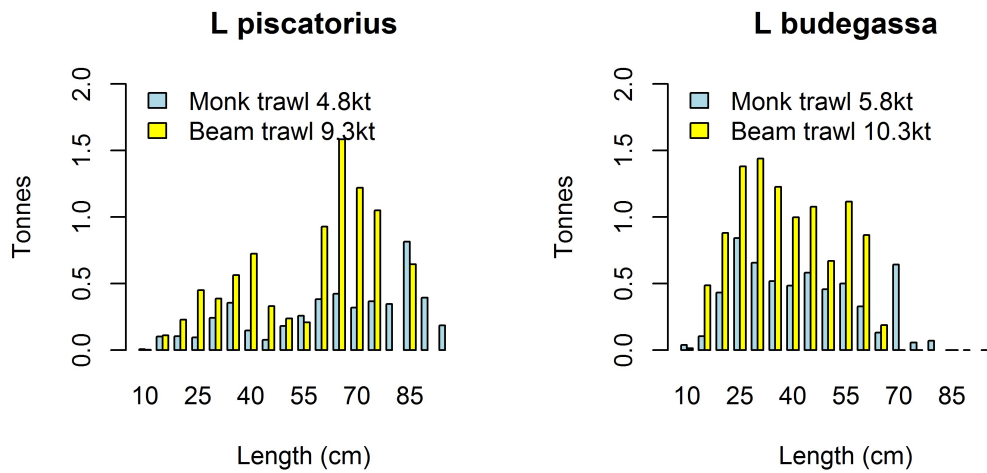 L piscatorius
Monk trawl 4.8kt
Beam trawl 9.3kt
Tonnes
2.0
1.5
1.0
0.5
0.0
10 25 40 55 70 85
Length (cm)
L budegassa
Monk trawl 5.8kt
Beam trawl 10.3kt
Tonnes
2.0
1.5
1.0
0.5
0.0
10 25 40 55 70 85
Length (cm)